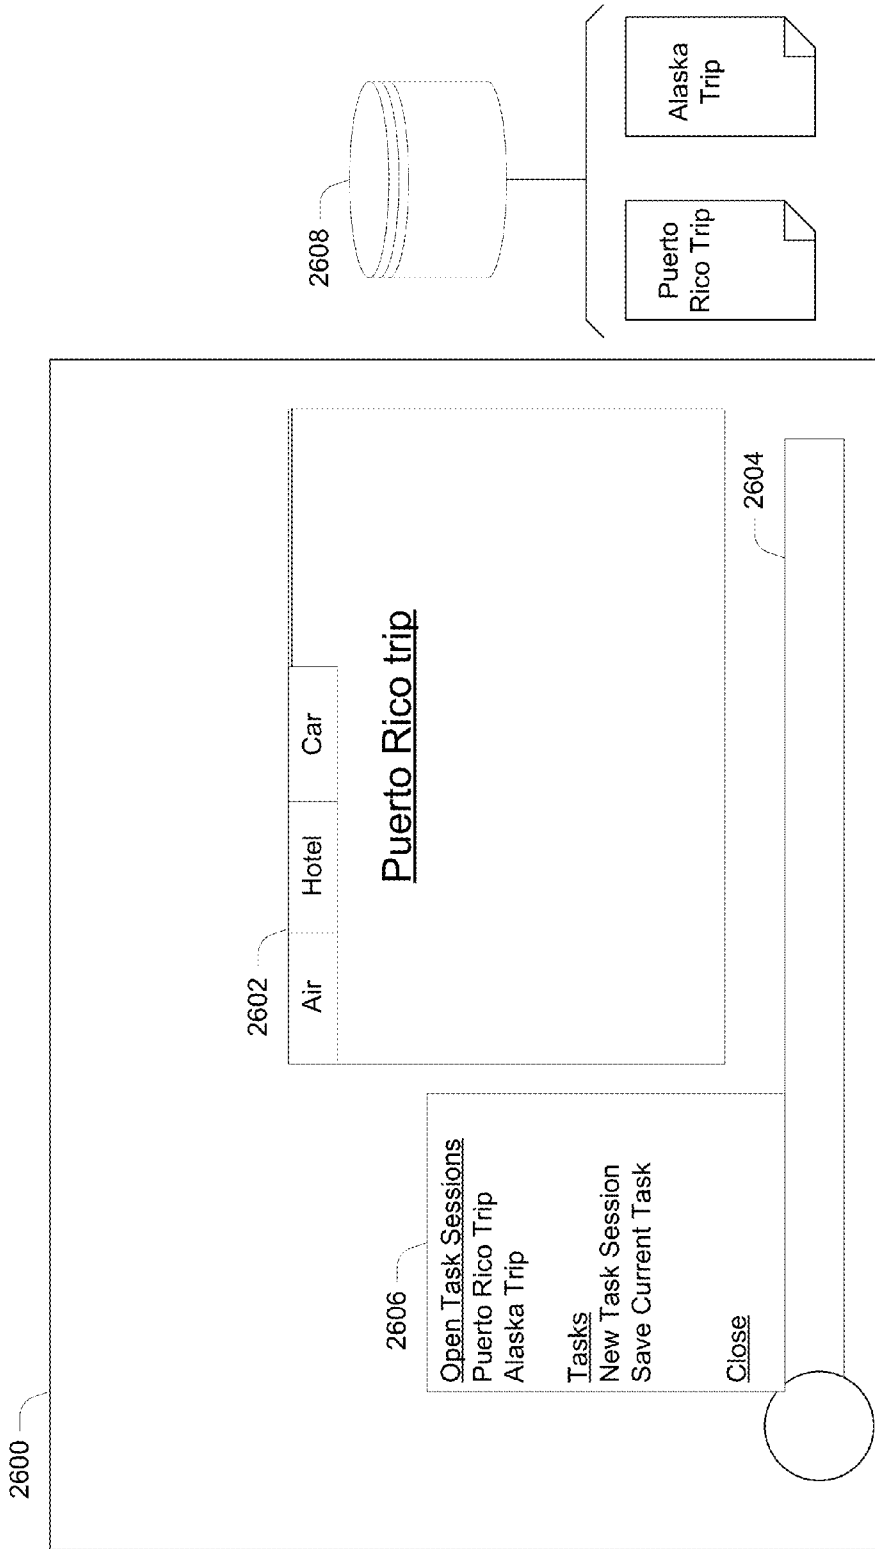 2600
2602
Air
Hotel
Car
Puerto Rico trip
2606
Open Task Sessions
Puerto Rico Trip
Alaska Trip
Tasks
New Task Session
Save Current Task
Close
2604
2608
Puerto
Rico Trip
Alaska
Trip